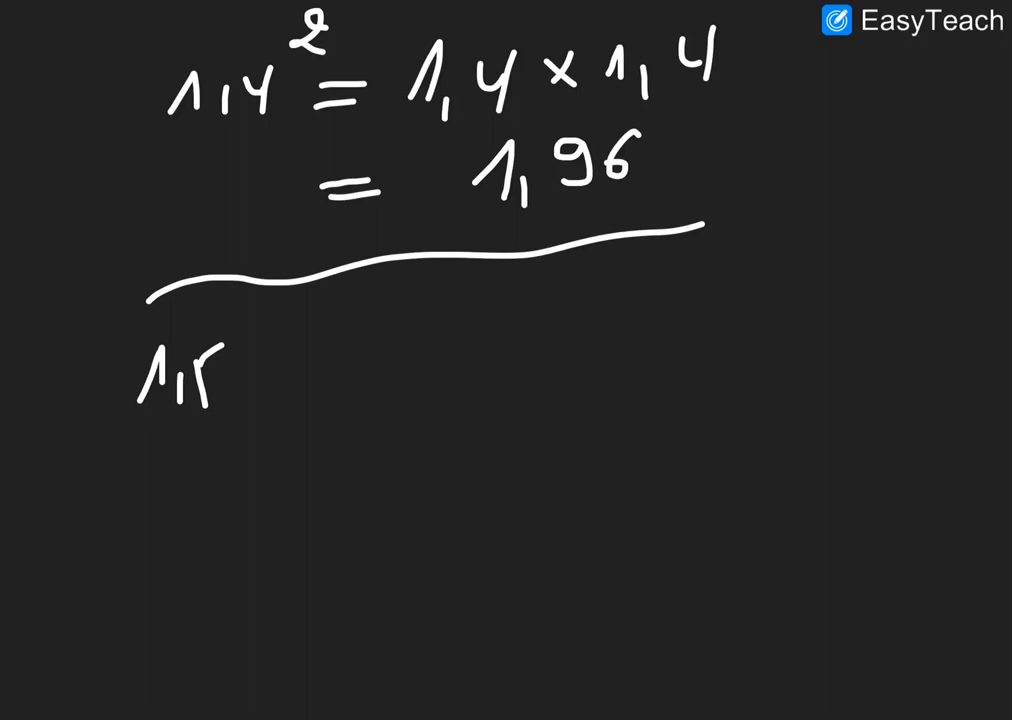 EasyTeach
1,4² = 1,4 × 1,4
= 1,96
1,5